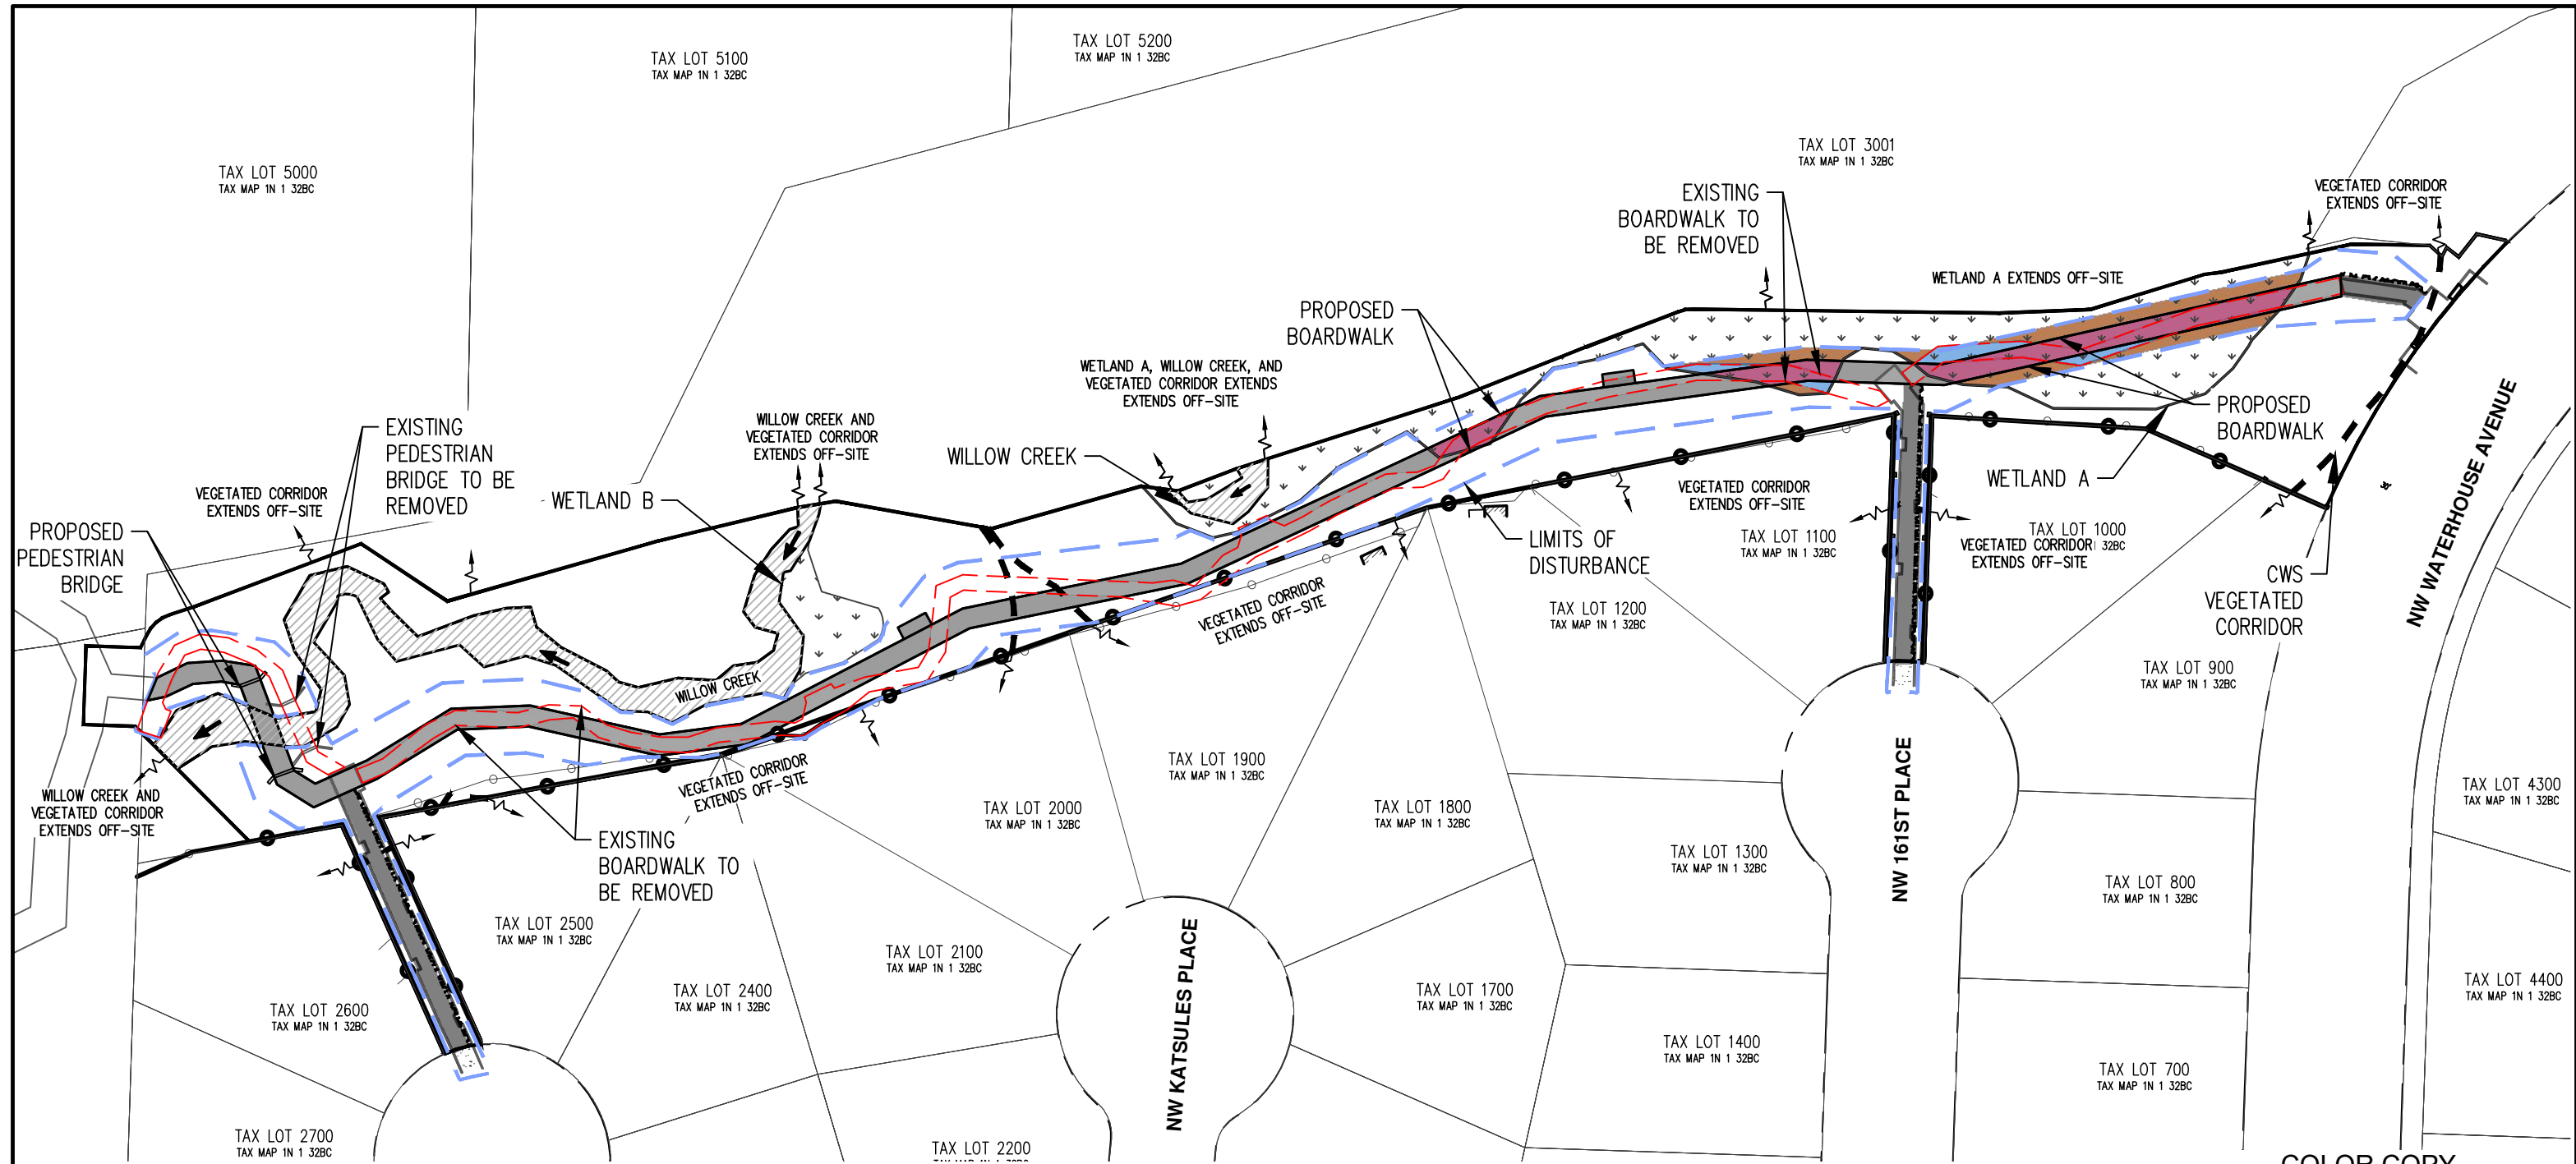 TAX LOT 5200
TAX MAP 1N 1 32BC
TAX LOT 5100
TAX MAP 1N 1 32BC
TAX LOT 3001
TAX MAP 1N 1 32BC
TAX LOT 5000
TAX MAP 1N 1 32BC
EXISTING
BOARDWALK TO
BE REMOVED
VEGETATED CORRIDOR
EXTENDS OFF-SITE
WETLAND A EXTENDS OFF-SITE
PROPOSED
BOARDWALK
WETLAND A, WILLOW CREEK, AND
VEGETATED CORRIDOR EXTENDS
EXTENDS OFF-SITE
WILLOW CREEK AND
VEGETATED CORRIDOR
EXTENDS OFF-SITE
WILLOW CREEK
EXISTING
PEDESTRIAN
BRIDGE TO BE
REMOVED
WETLAND B
VEGETATED CORRIDOR
EXTENDS OFF-SITE
PROPOSED
PEDESTRIAN
BRIDGE
PROPOSED
BOARDWALK
WETLAND A
VEGETATED CORRIDOR
EXTENDS OFF-SITE
LIMITS OF
DISTURBANCE
TAX LOT 1100
TAX MAP 1N 1 32BC
TAX LOT 1000
32BC
VEGETATED CORRIDOR
EXTENDS OFF-SITE
CWS
VEGETATED
CORRIDOR
NW WATERHOUSE AVENUE
VEGETATED CORRIDOR
EXTENDS OFF-SITE
TAX LOT 1200
TAX MAP 1N 1 32BC
TAX LOT 900
TAX MAP 1N 1 32BC
WILLOW CREEK
WILLOW CREEK AND
VEGETATED CORRIDOR
EXTENDS OFF-SITE
VEGETATED CORRIDOR
EXTENDS OFF-SITE
EXISTING
BOARDWALK TO
BE REMOVED
TAX LOT 1900
TAX MAP 1N 1 32BC
TAX LOT 2000
TAX MAP 1N 1 32BC
TAX LOT 1800
TAX MAP 1N 1 32BC
NW 161ST PLACE
TAX LOT 4300
TAX MAP 1N 1 32BC
TAX LOT 1300
TAX MAP 1N 1 32BC
TAX LOT 800
TAX MAP 1N 1 32BC
TAX LOT 2500
TAX MAP 1N 1 32BC
TAX LOT 2100
TAX MAP 1N 1 32BC
NW KATSULES PLACE
TAX LOT 2600
TAX MAP 1N 1 32BC
TAX LOT 2400
TAX MAP 1N 1 32BC
TAX LOT 1700
TAX MAP 1N 1 32BC
TAX LOT 4400
TAX MAP 1N 1 32BC
TAX LOT 1400
TAX MAP 1N 1 32BC
TAX LOT 700
TAX MAP 1N 1 32BC
TAX LOT 2700
TAX MAP 1N 1 32BC
TAX LOT 2200
TAX MAP 1N 1 32BC
COLOR COPY